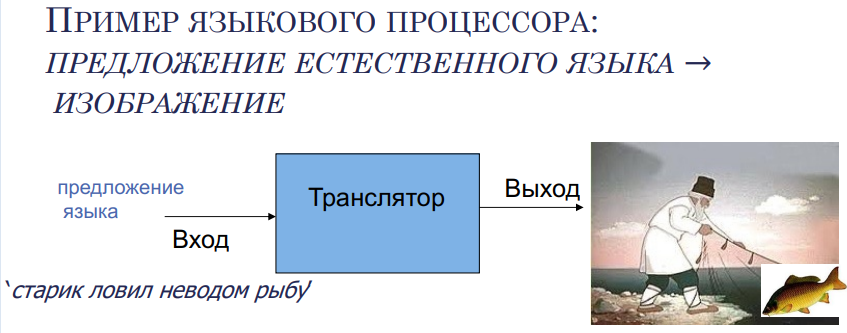 ПРИМЕР ЯЗЫКОВОГО ПРОЦЕССОРА:
ПРЕДЛОЖЕНИЕ ЕСТЕСТВЕННОГО ЯЗЫКА →
ИЗОБРАЖЕНИЕ
предложение
языка
Вход
Транслятор
Выход
`старик ловил неводом рыбу'